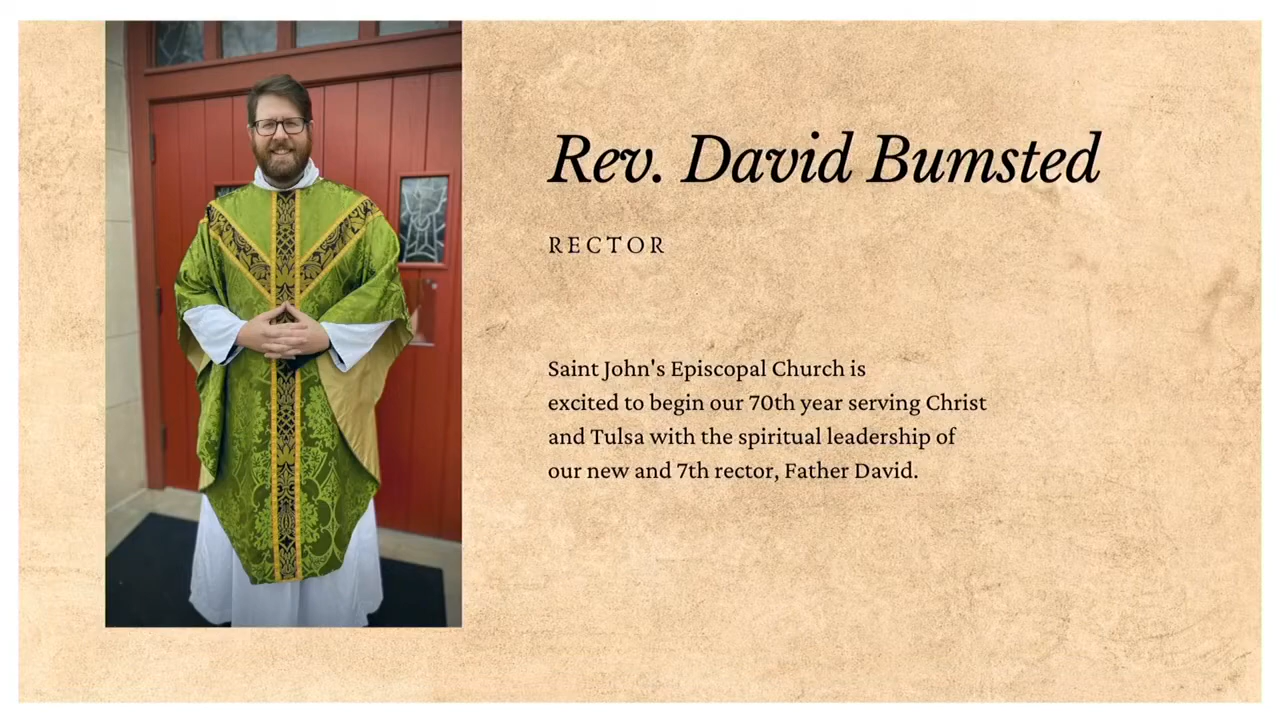 Rev. David Bumsted
RECTOR
Saint John's Episcopal Church is
excited to begin our 70th year serving Christ
and Tulsa with the spiritual leadership of
our new and 7th rector, Father David.